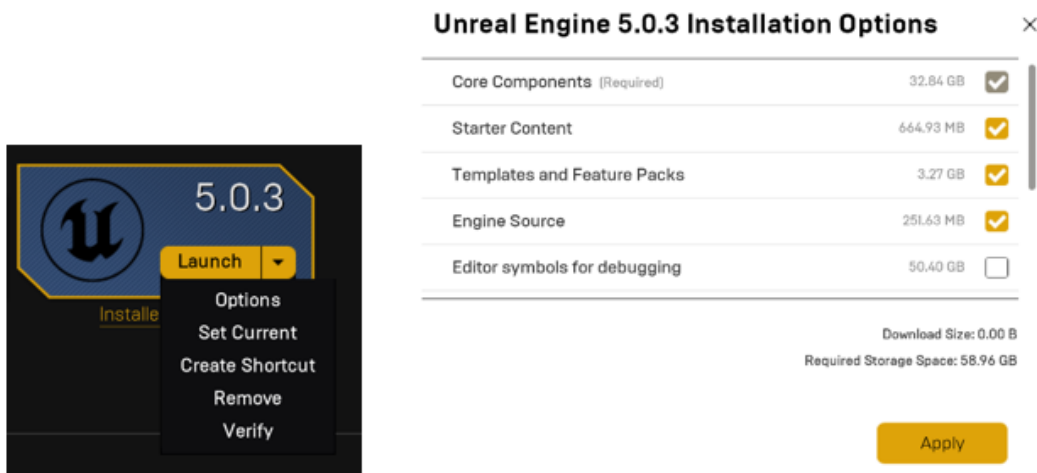 5.0.3
Launch
Installe
Options
Set Current
Create Shortcut
Remove
Verify
Unreal Engine 5.0.3 Installation Options
Core Components (Required) 32.84 GB
Starter Content 664.93 MB
Templates and Feature Packs 3.27 GB
Engine Source 251.63 MB
Editor symbols for debugging 50.40 GB
Download Size: 0.00 B
Required Storage Space: 58.96 GB
Apply